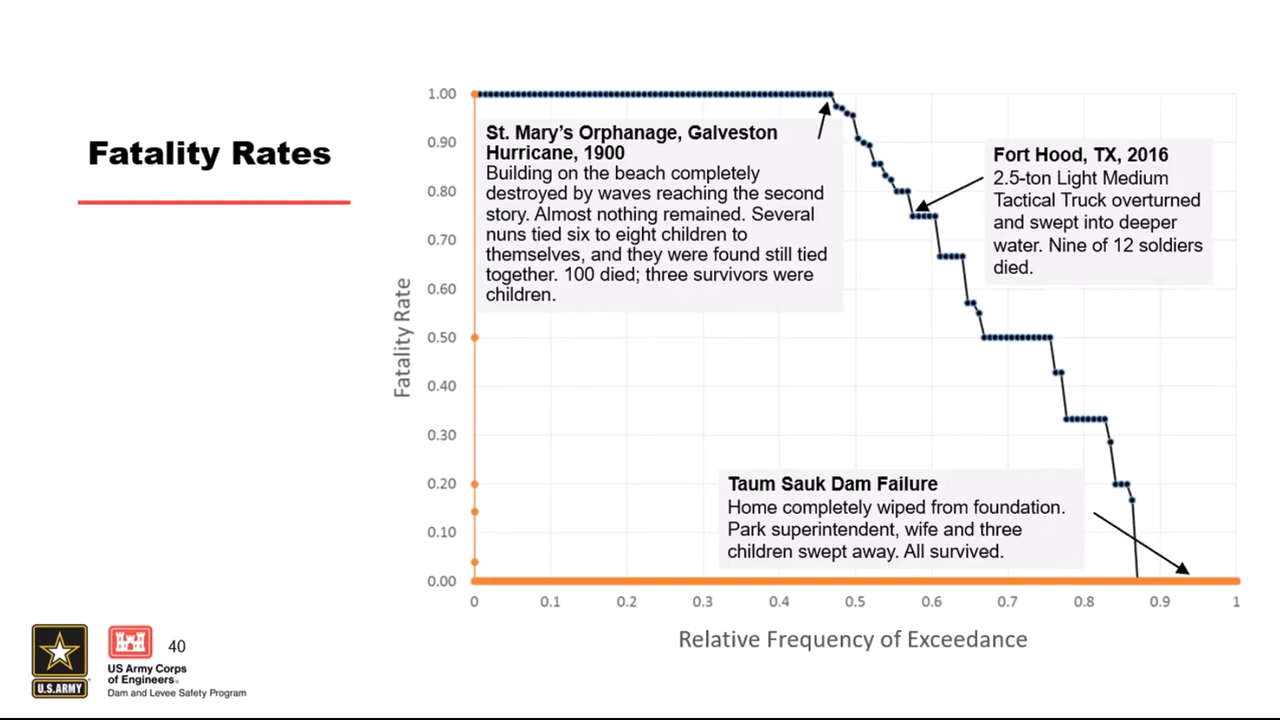 Fatality Rates
1.00
0.90
0.80
0.70
0.60
0.50
0.40
0.30
0.20
0.10
0.00
Fatality Rate
St. Mary’s Orphanage, Galveston
Hurricane, 1900
Building on the beach completely
destroyed by waves reaching the second
story. Almost nothing remained. Several
nuns tied six to eight children to
themselves, and they were found still tied
together. 100 died; three survivors were
children.
Fort Hood, TX, 2016
2.5-ton Light Medium
Tactical Truck overturned
and swept into deeper
water. Nine of 12 soldiers
died.
Taum Sauk Dam Failure
Home completely wiped from foundation.
Park superintendent, wife and three
children swept away. All survived.
0 0.1 0.2 0.3 0.4 0.5 0.6 0.7 0.8 0.9 1
Relative Frequency of Exceedance
U.S.ARMY
40
US Army Corps
of Engineers®
Dam and Levee Safety Program